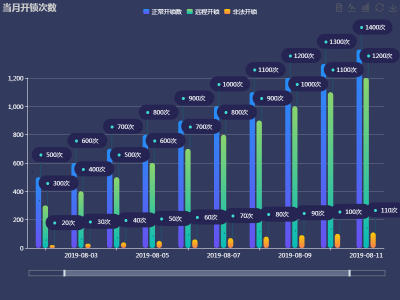 当月开锁次数
正常开锁数 远程开锁 非法开锁
1400次
1300次
1200次 1200次
1100次 1100次
1000次 1000次
900次 900次
800次 800次
700次 700次
600次 600次
500次 500次
400次
300次
20次 30次 40次 50次 60次 70次 80次 90次 100次 110次
1,200
1,000
800
600
400
200
0
2019-08-03 2019-08-05 2019-08-07 2019-08-09 2019-08-11